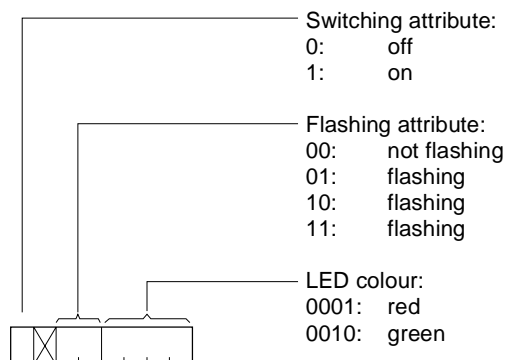 Switching attribute:
0: off
1: on
Flashing attribute:
00: not flashing
01: flashing
10: flashing
11: flashing
LED colour:
0001: red
0010: green